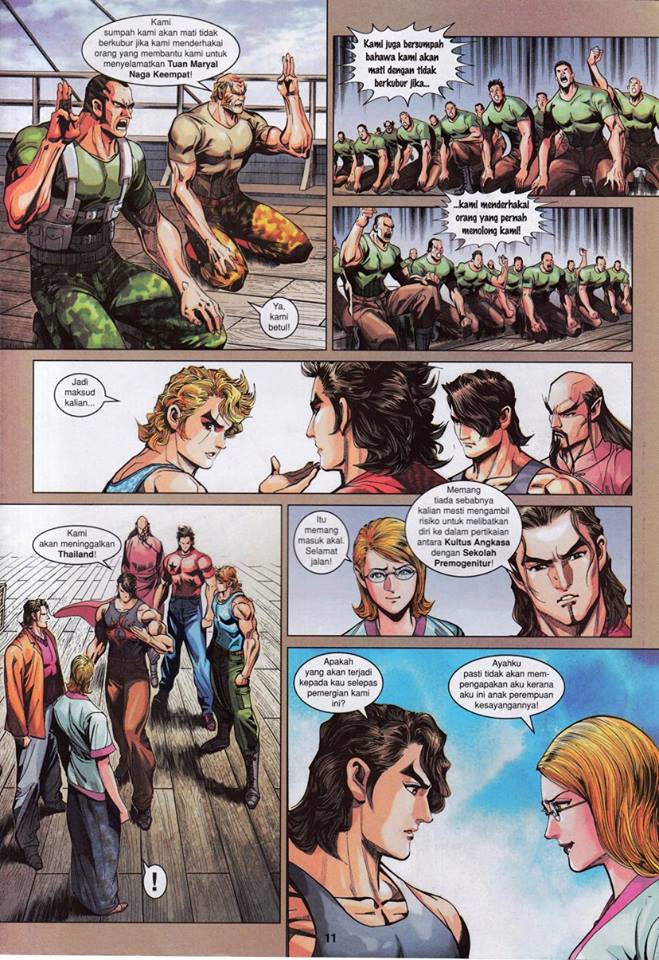 Kami
sumpah kami akan mati tidak
berkubur jika kami menderhakai
orang yang membantu kami untuk
menyelamatkan Tuan Maryal
Naga Keempat!
Ya,
kami
betul!
Kami juga bersumpah
bahawa kami akan
mati dengan tidak
berkubur jika...
...kami menderhakai
orang yang pernah
menolong kami!
Jadi
maksud
kalian...
Kami
akan meninggalkan
Thailand!
!
Itu
memang
masuk akal.
Selamat
jalan!
Memang
tiada sebabnya
kalian mesti mengambil
risiko untuk melibatkan
diri ke dalam pertikaian
antara Kultus Angkasa
dengan Sekolah
Premogenitur!
Apakah
yang akan terjadi
kepada kau selepas
pemergian kami
ini?
Ayahku
pasti tidak akan mem-
pengapakan aku kerana
aku ini anak perempuan
kesayangannya!
11